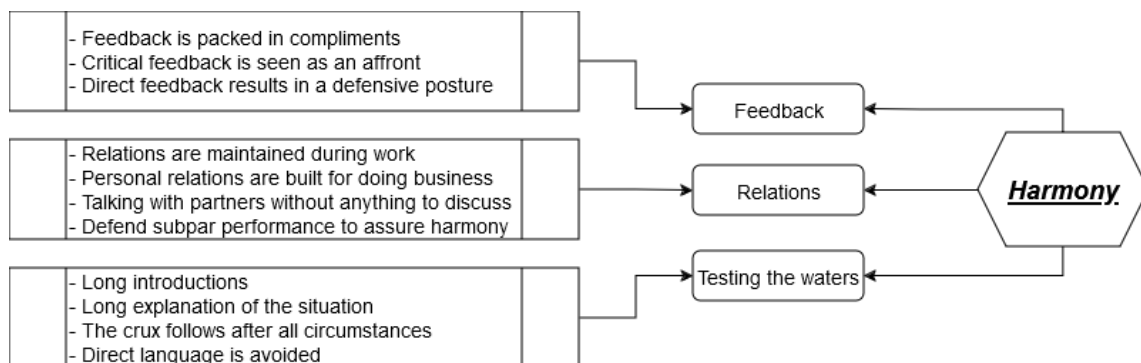 - Feedback is packed in compliments
- Critical feedback is seen as an affront
- Direct feedback results in a defensive posture
Feedback
- Relations are maintained during work
- Personal relations are built for doing business
- Talking with partners without anything to discuss
- Defend subpar performance to assure harmony
Relations
Harmony
- Long introductions
- Long explanation of the situation
- The crux follows after all circumstances
- Direct language is avoided
Testing the waters